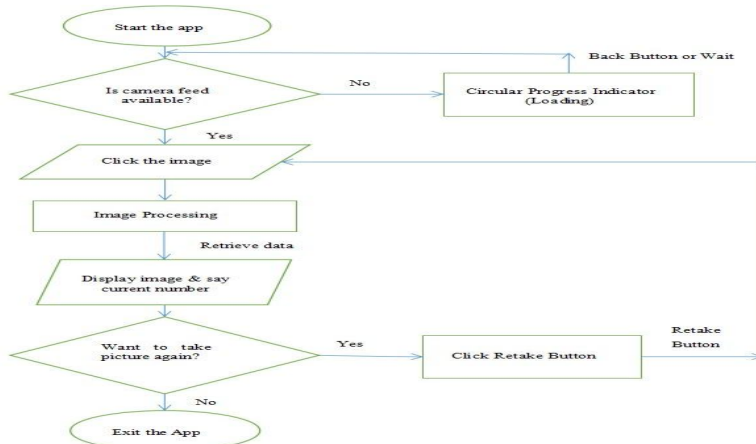 Start the app
Back Button or Wait
Is camera feed
available?
No
Circular Progress Indicator
(Loading)
Yes
Click the image
Image Processing
Retrieve data
Display image & say
current number
Want to take
picture again?
Yes
Click Retake Button
Retake
Button
No
Exit the App